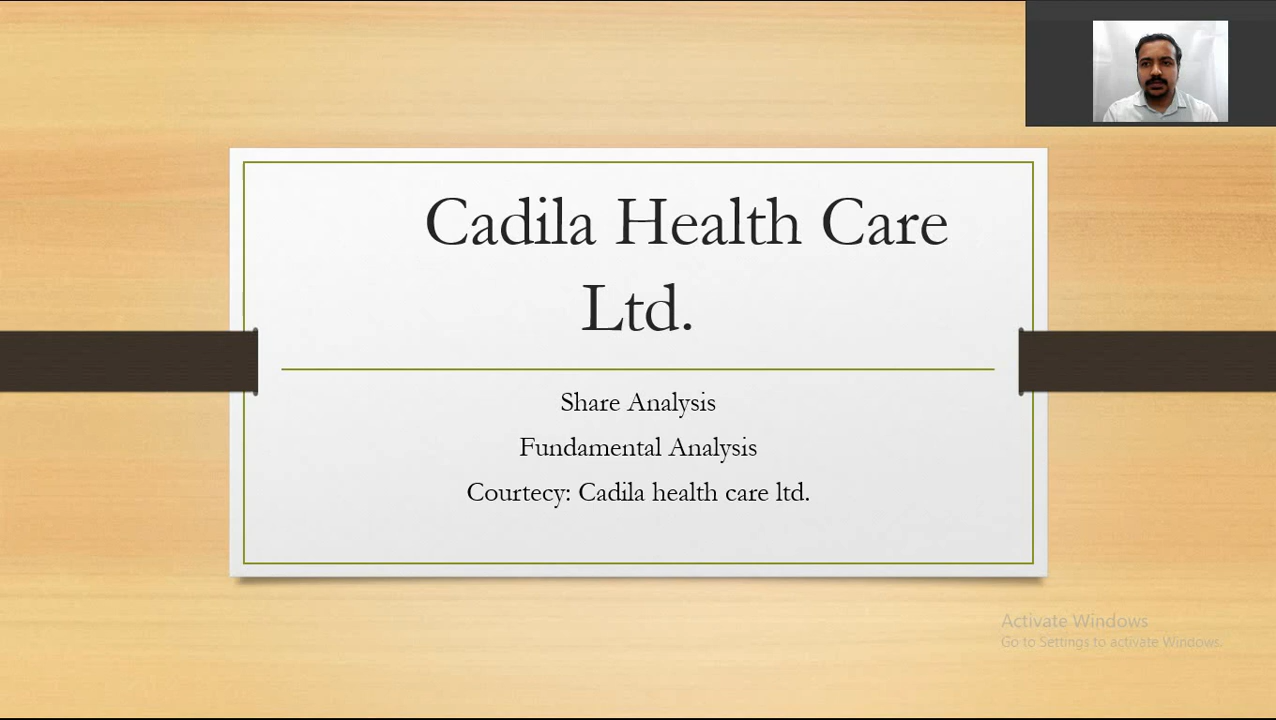 Cadila Health Care
Ltd.
Share Analysis
Fundamental Analysis
Courtecy: Cadila health care ltd.
Activate Windows
Go to Settings to activate Windows.